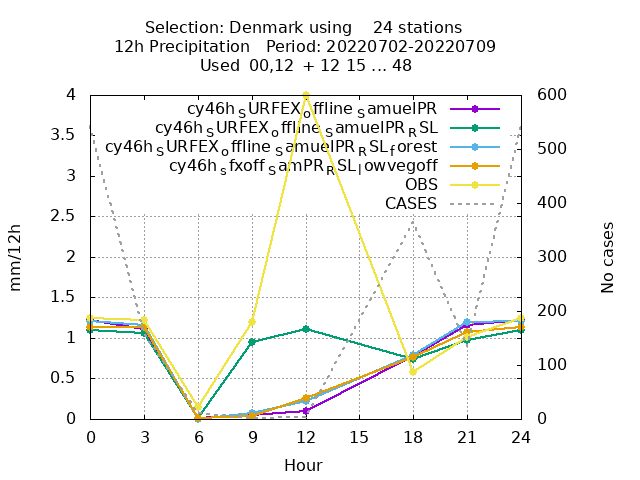 Selection: Denmark using 24 stations
12h Precipitation Period: 20220702-20220709
Used 00,12 + 12 15 ... 48
4
3.5
3
2.5
2
1.5
1
0.5
0
600
500
400
300
200
100
0
cy46h_SURFEX_offline_SamuelPR
cy46h_SURFEX_offline_SamuelPR_RSL
cy46h_SURFEX_offline_SamuelPR_RSL_forest
cy46h_sfxoff_SamPR_RSL_lowvegoff
OBS
CASES
mm/12h
No cases
0 3 6 9 12 15 18 21 24
Hour